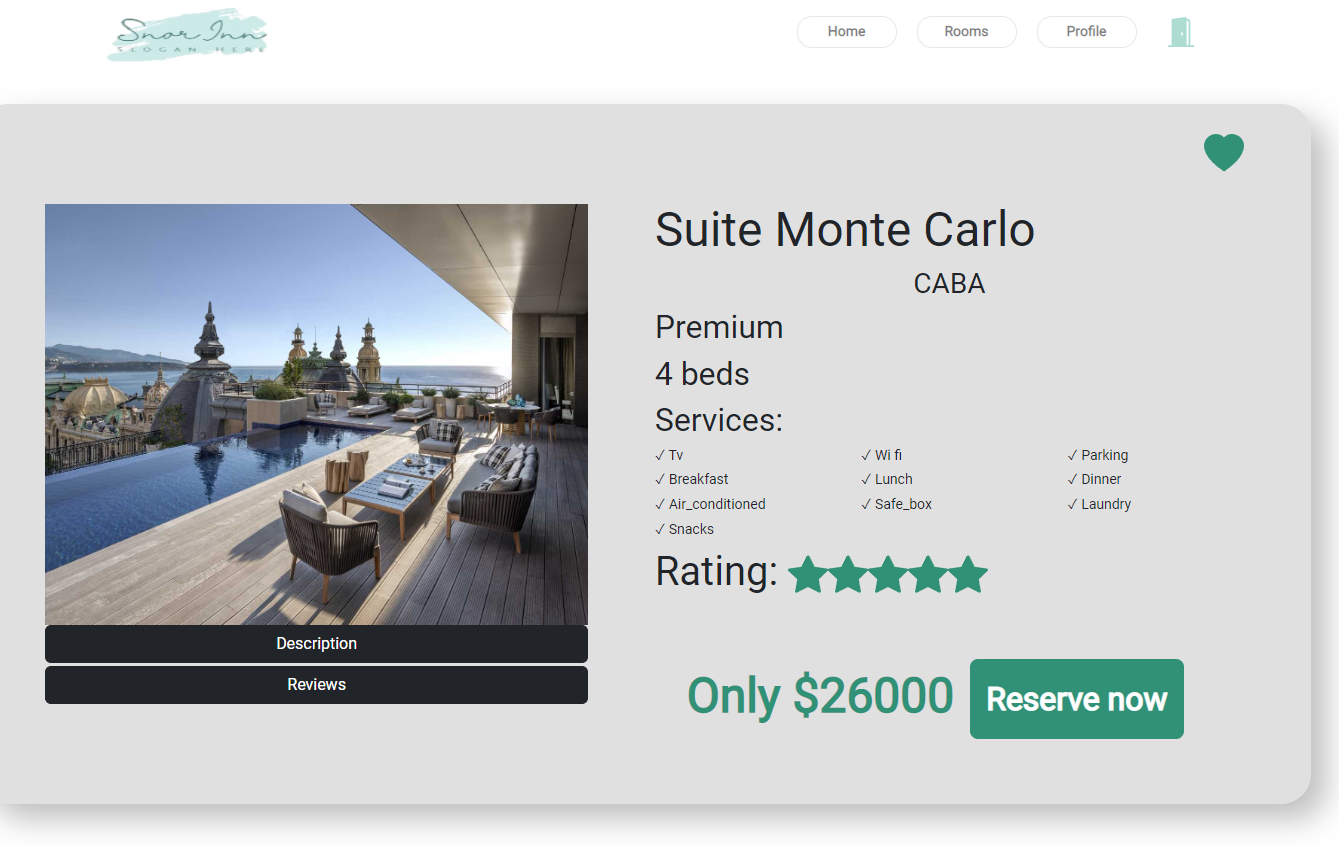 Snor Inn
SLOGAN HERE
Home Rooms Profile
Suite Monte Carlo
CABA
Premium
4 beds
Services:
✓ Tv ✓ Wi fi ✓ Parking
✓ Breakfast ✓ Lunch ✓ Dinner
✓ Air_conditioned ✓ Safe_box ✓ Laundry
✓ Snacks
Rating:
Description
Reviews
Only $26000 Reserve now